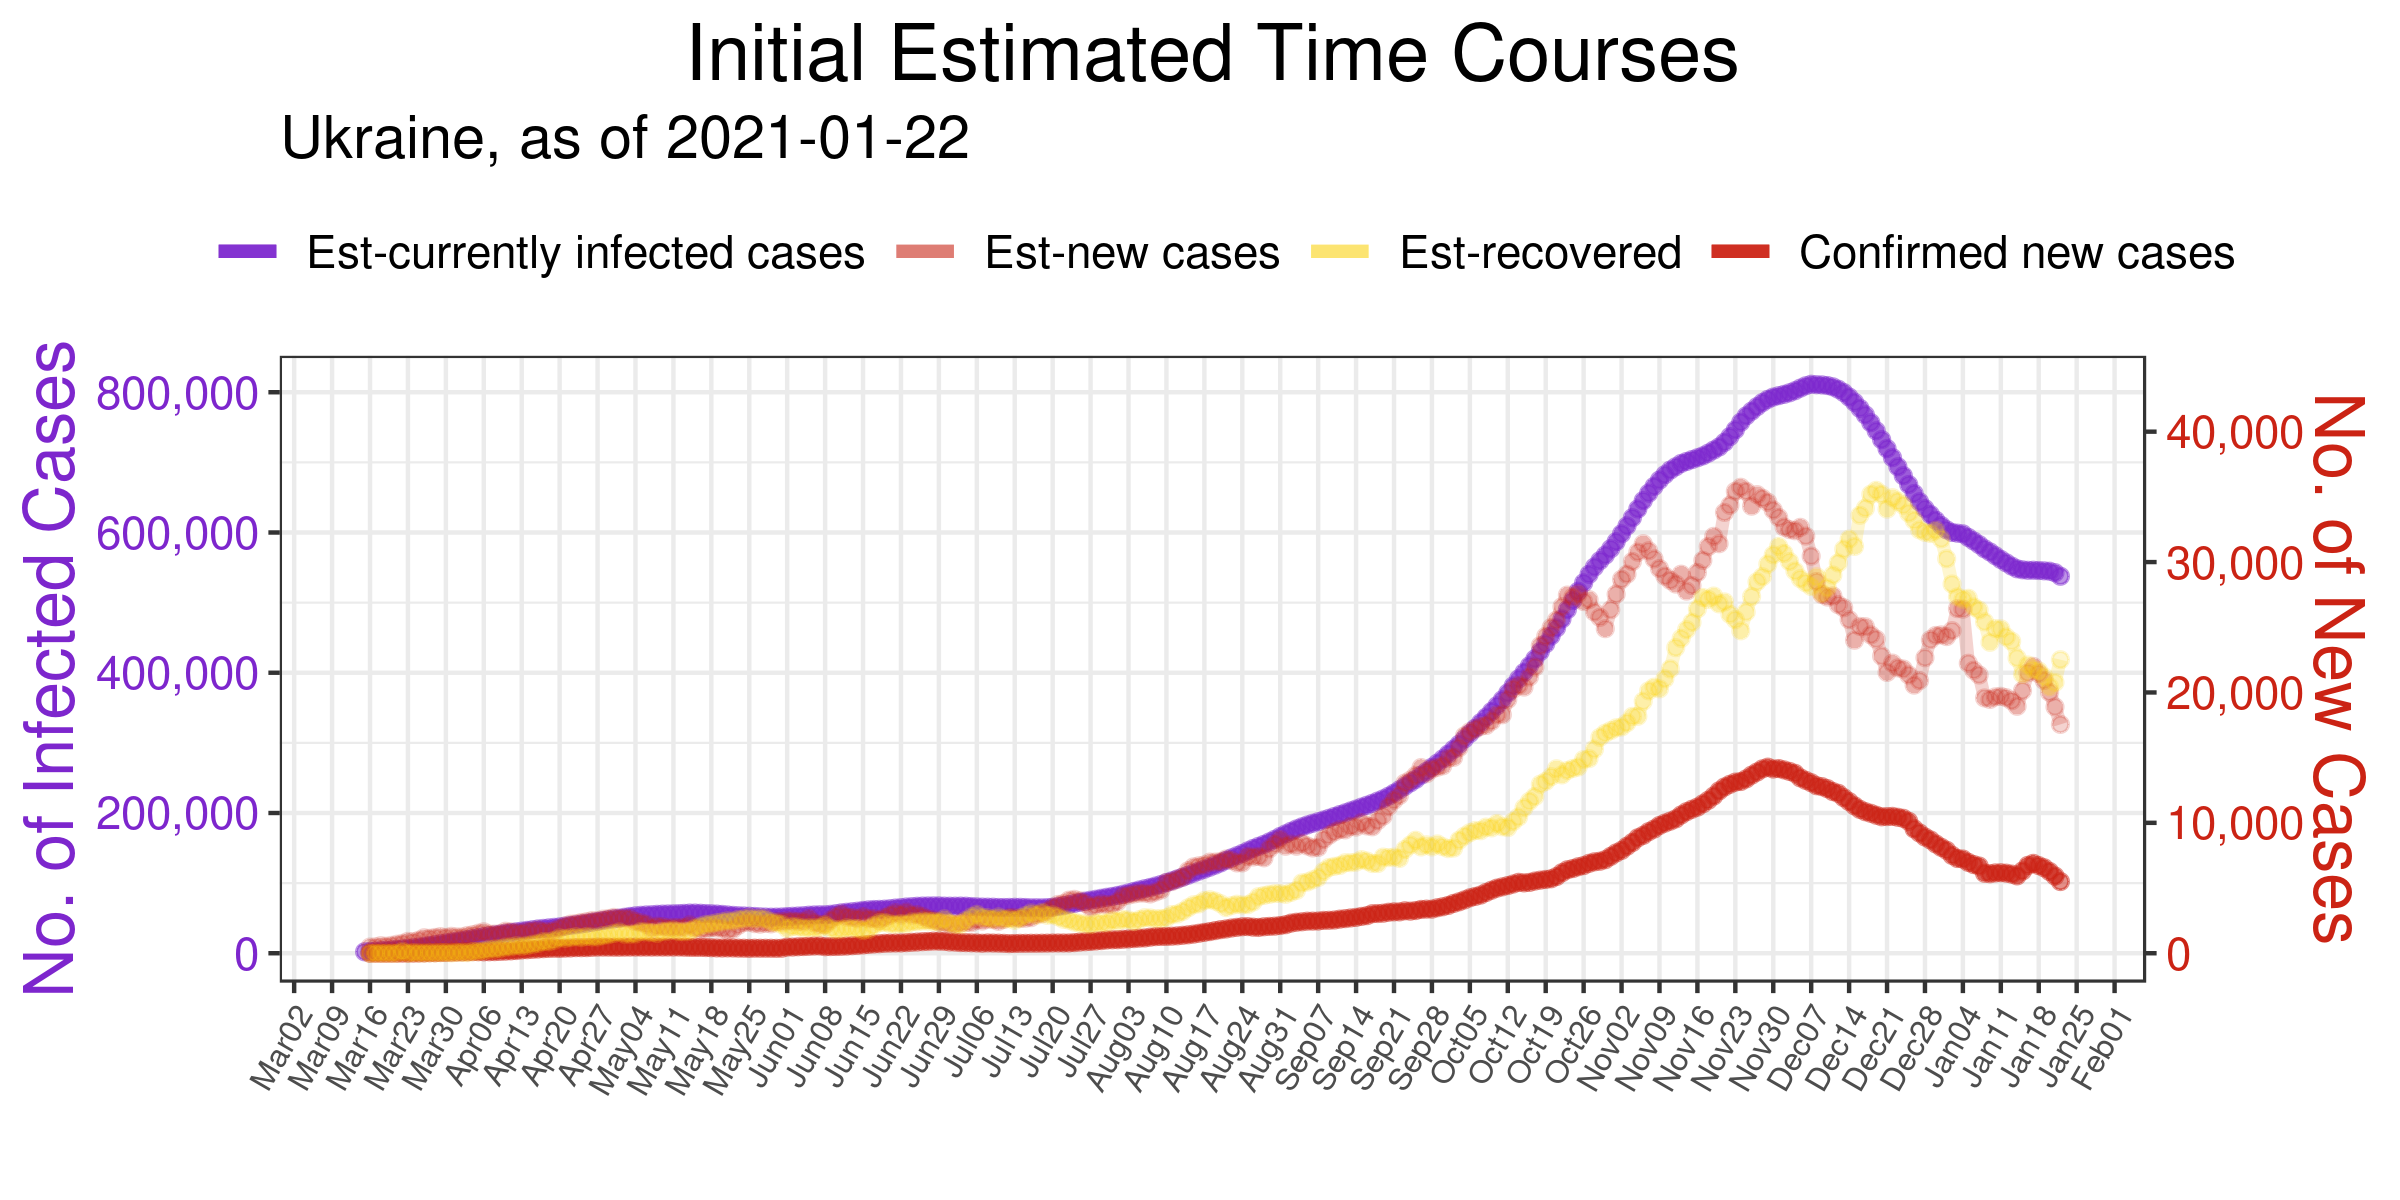 Initial Estimated Time Courses
Ukraine, as of 2021-01-22
Est-currently infected cases Est-new cases Est-recovered Confirmed new cases
No. of Infected Cases
800,000
600,000
400,000
200,000
0
40,000
30,000
20,000
10,000
0
No. of New Cases
Mar02 Mar09 Mar16 Mar23 Mar30 Apr06 Apr13 Apr20 Apr27 May04 May11 May18 May25 Jun01 Jun08 Jun15 Jun22 Jun29 Jul06 Jul13 Jul20 Jul27 Aug03 Aug10 Aug17 Aug24 Aug31 Sep07 Sep14 Sep21 Sep28 Oct05 Oct12 Oct19 Oct26 Nov02 Nov09 Nov16 Nov23 Nov30 Dec07 Dec14 Dec21 Dec28 Jan04 Jan11 Jan18 Jan25 Feb01